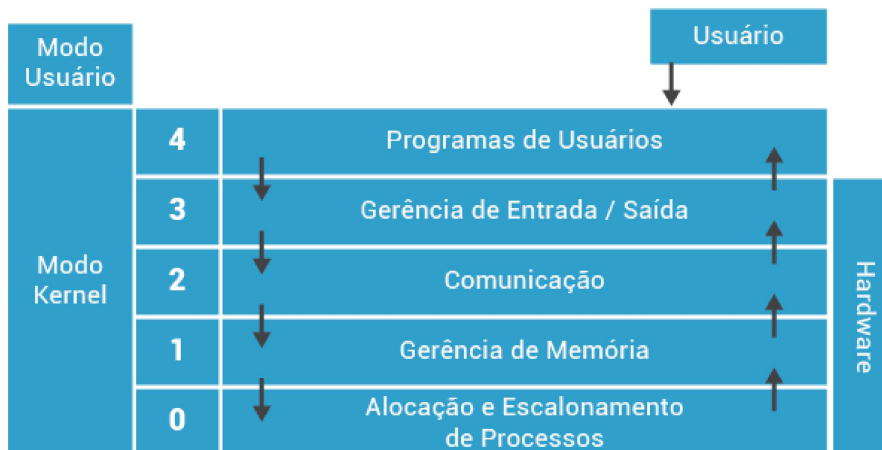 Modo
Usuário
Usuário
4
Programas de Usuários
3
Gerência de Entrada / Saída
Modo
Kernel
2
Comunicação
1
Gerência de Memória
0
Alocação e Escalonamento
de Processos
Hardware